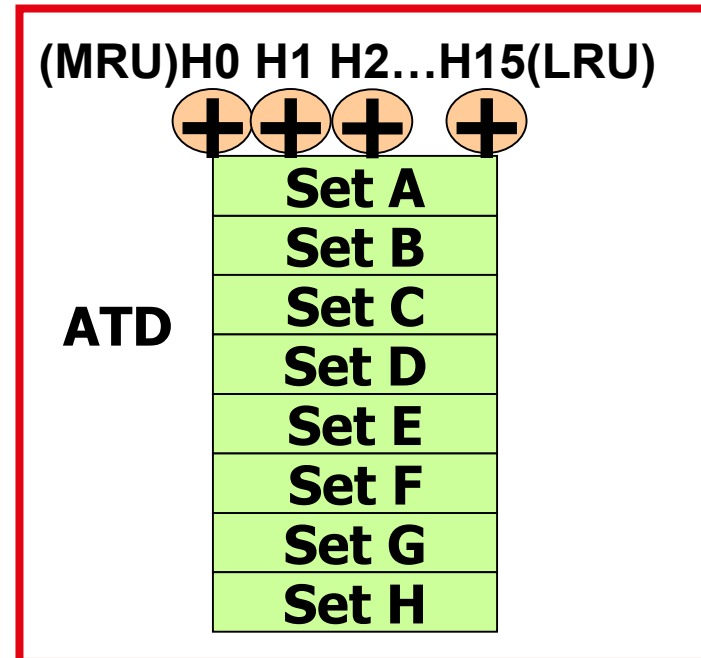 (MRU)H0 H1 H2...H15(LRU)
Set A
Set B
Set C
ATD
Set D
Set E
Set F
Set G
Set H